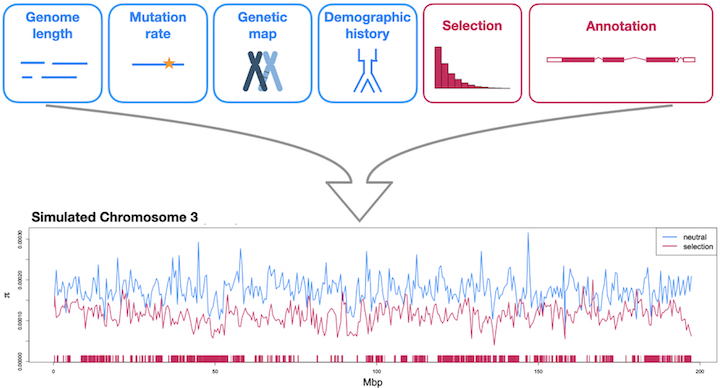 Genome
length
Mutation
rate
Genetic
map
Demographic
history
Selection
Annotation
Simulated Chromosome 3
neutral
selection
π
0.00030
0.00020
0.00010
0.00000
0
50
100
150
200
Mbp